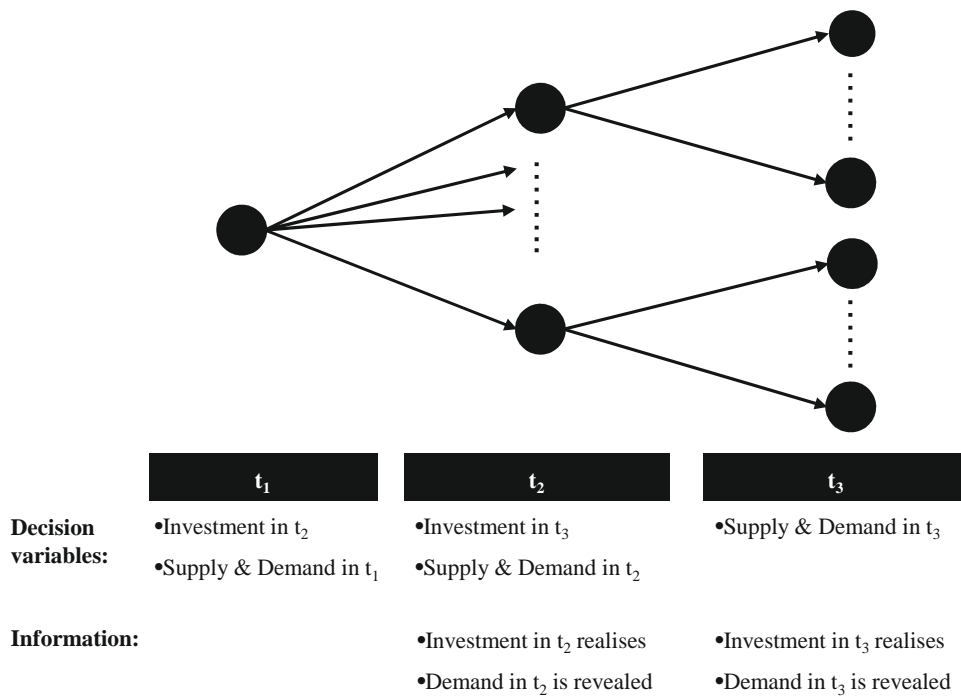 t₁ t₂ t₃
Decision variables: •Investment in t₂ •Investment in t₃ •Supply & Demand in t₃
•Supply & Demand in t₁ •Supply & Demand in t₂
Information: •Investment in t₂ realises •Investment in t₃ realises
•Demand in t₂ is revealed •Demand in t₃ is revealed